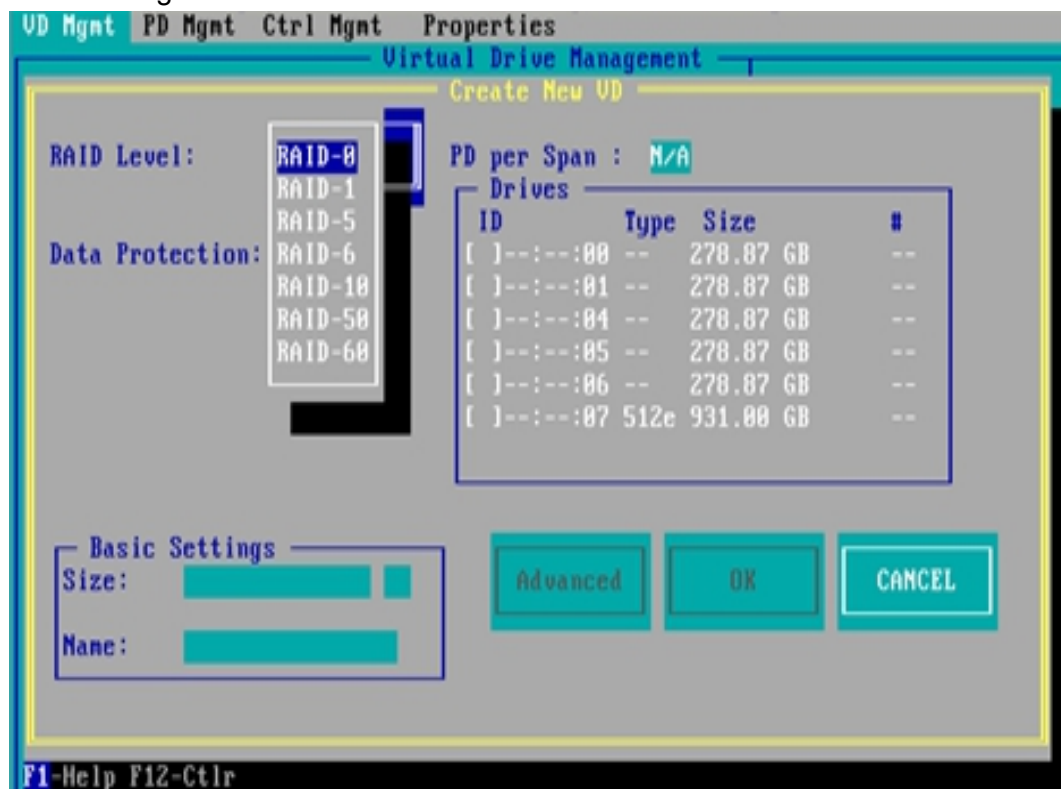 VD Mgmt PD Mgmt Ctrl Mgmt Properties
Virtual Drive Management
Create New VD
RAID Level: RAID-0 PD per Span : N/A
RAID-1 Drives
RAID-5 ID Type Size #
Data Protection: RAID-6 [ ]--:--:00 -- 278.87 GB --
RAID-10 [ ]--:--:01 -- 278.87 GB --
RAID-50 [ ]--:--:04 -- 278.87 GB --
RAID-60 [ ]--:--:05 -- 278.87 GB --
[ ]--:--:06 -- 278.87 GB --
[ ]--:--:07 512e 931.00 GB --
Basic Settings
Size: Advanced OK CANCEL
Name:
F1-Help F12-Ctlr